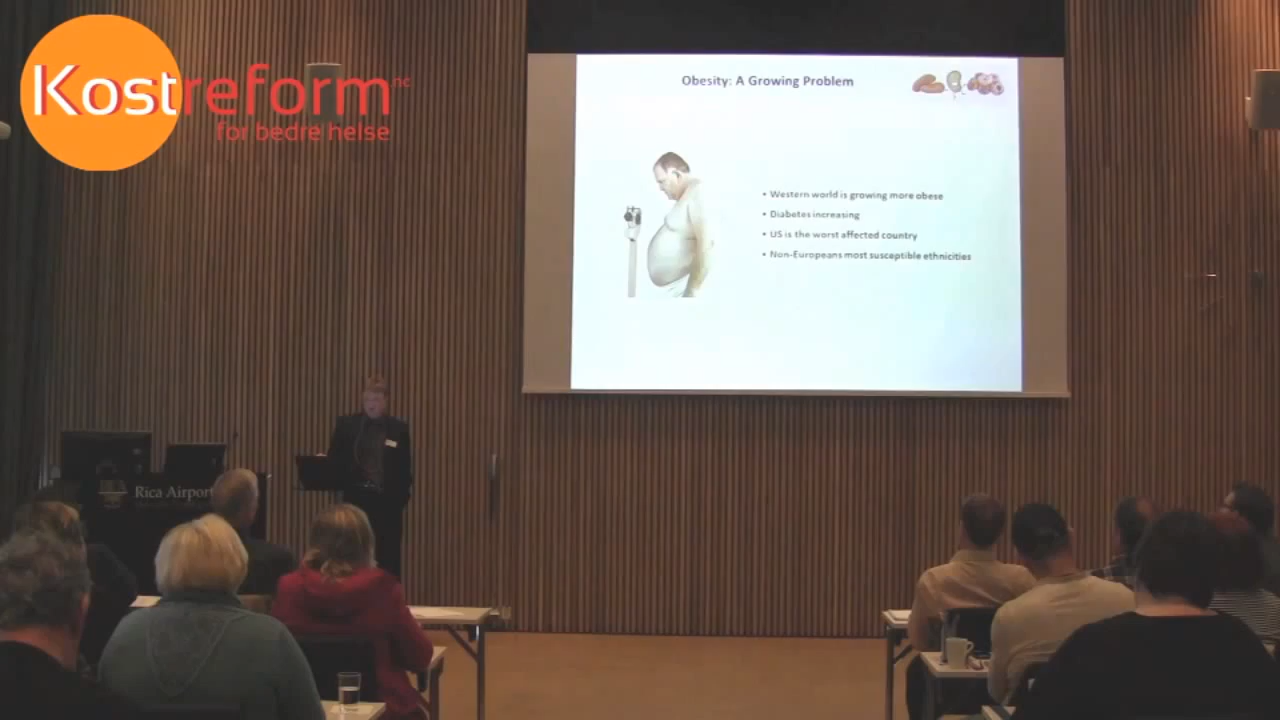 Kostreform
for bedre helse
Obesity: A Growing Problem
• Western world is growing more obese
• Diabetes increasing
• US is the worst affected country
• Non-Europeans most susceptible ethnicities
Rica Airport